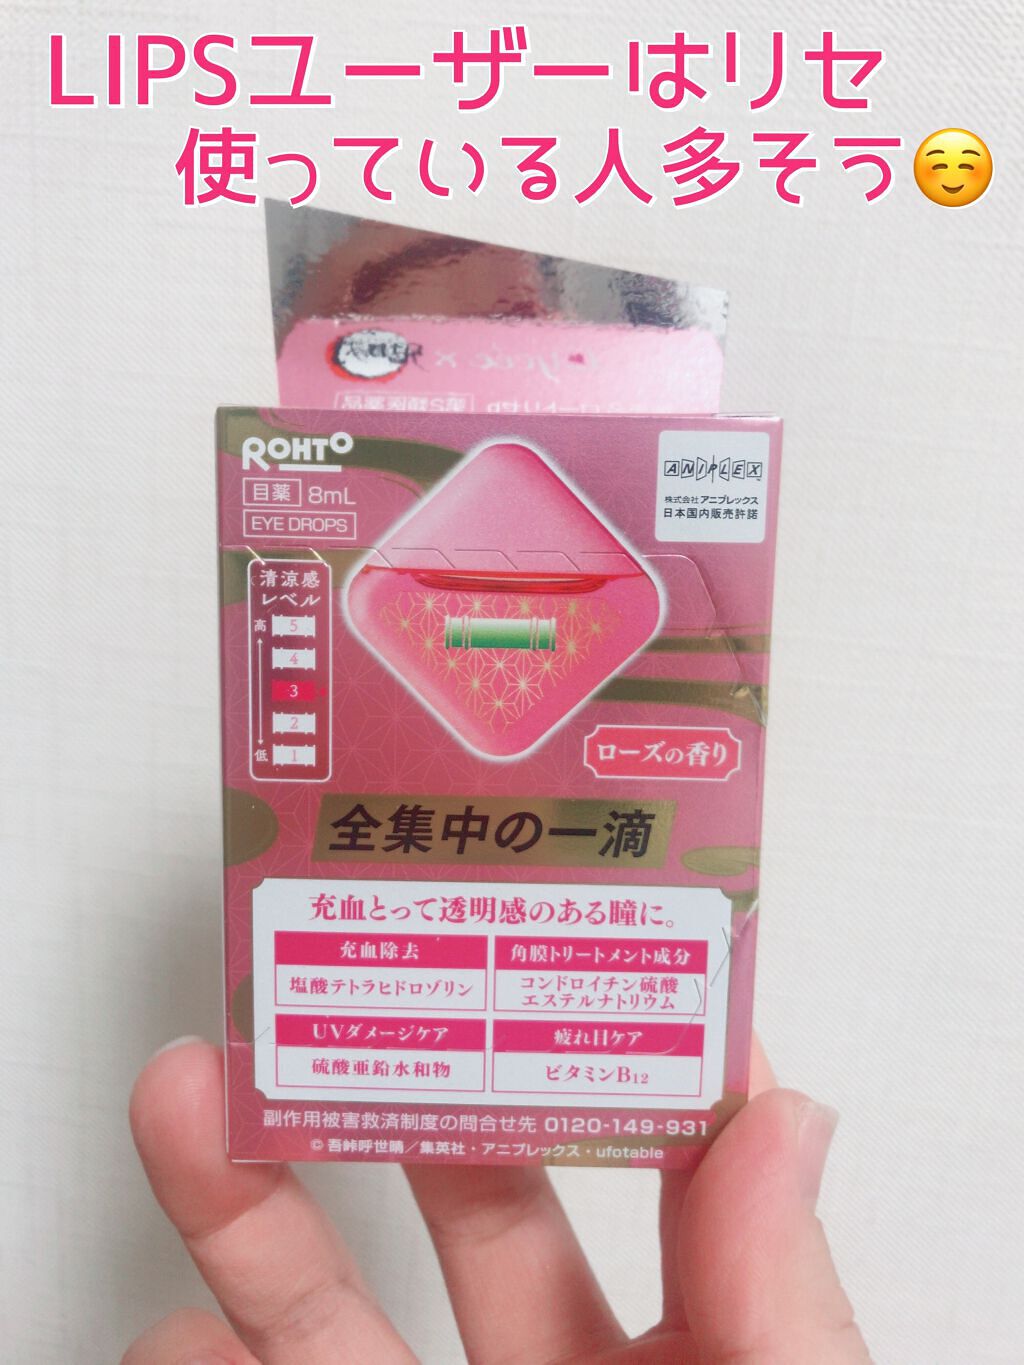 LIPSユーザーはリセ
使っている人多そう☺️
ROHTO
目薬 8mL
EYE DROPS
ANIPLEX
株式会社アニプレックス
日本国内販売許諾
清涼感
レベル
高 5
4
3
2
低 1
ローズの香り
全集中の一滴
充血とって透明感のある瞳に。
充血除去
塩酸テトラヒドロゾリン
角膜トリートメント成分
コンドロイチン硫酸
エステルナトリウム
UVダメージケア
硫酸亜鉛水和物
疲れ目ケア
ビタミンB12
副作用被害救済制度の問合せ先 0120-149-931
© 吾峠呼世晴／集英社・アニプレックス・ufotable